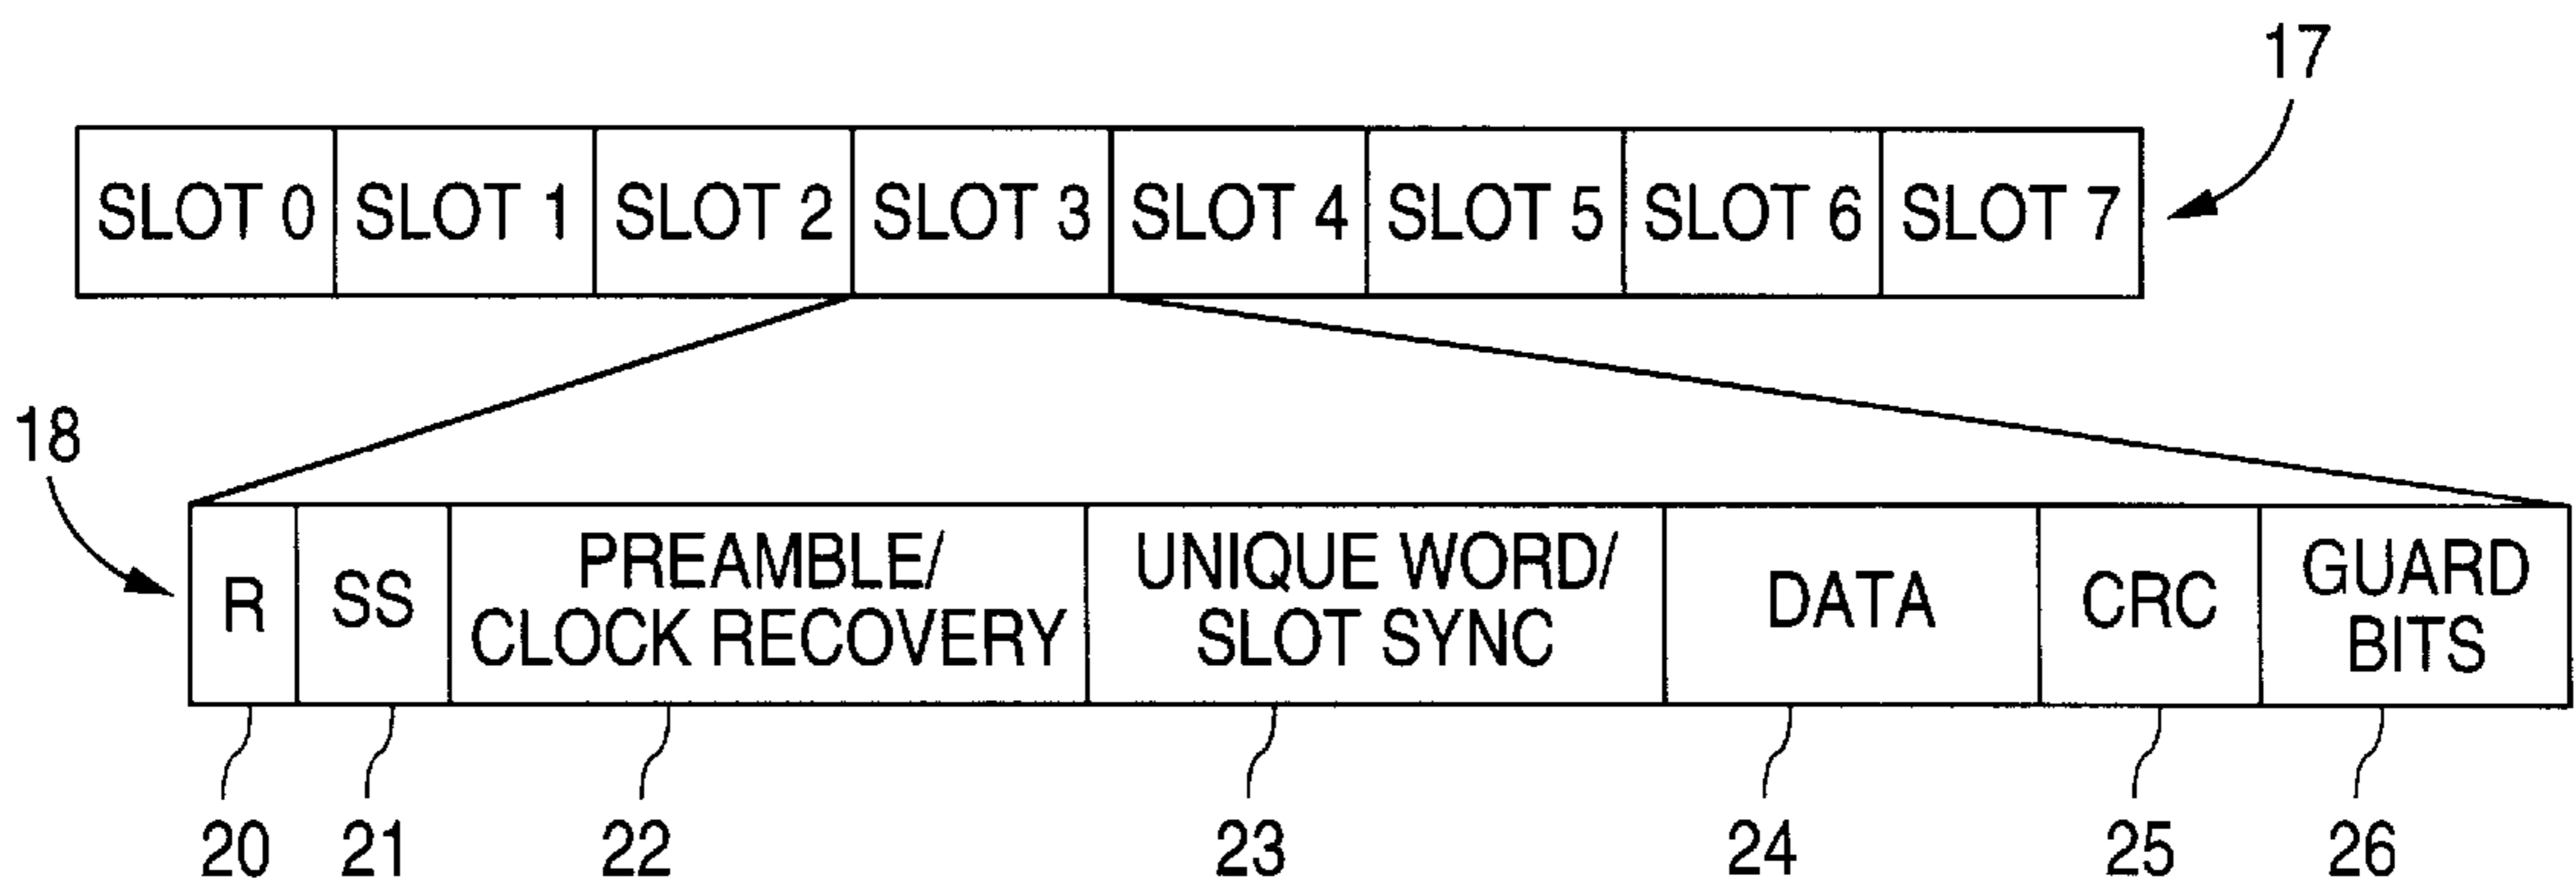 17
SLOT 0 SLOT 1 SLOT 2 SLOT 3 SLOT 4 SLOT 5 SLOT 6 SLOT 7
18
R SS PREAMBLE/ CLOCK RECOVERY UNIQUE WORD/ SLOT SYNC DATA CRC GUARD BITS
20 21 22 23 24 25 26